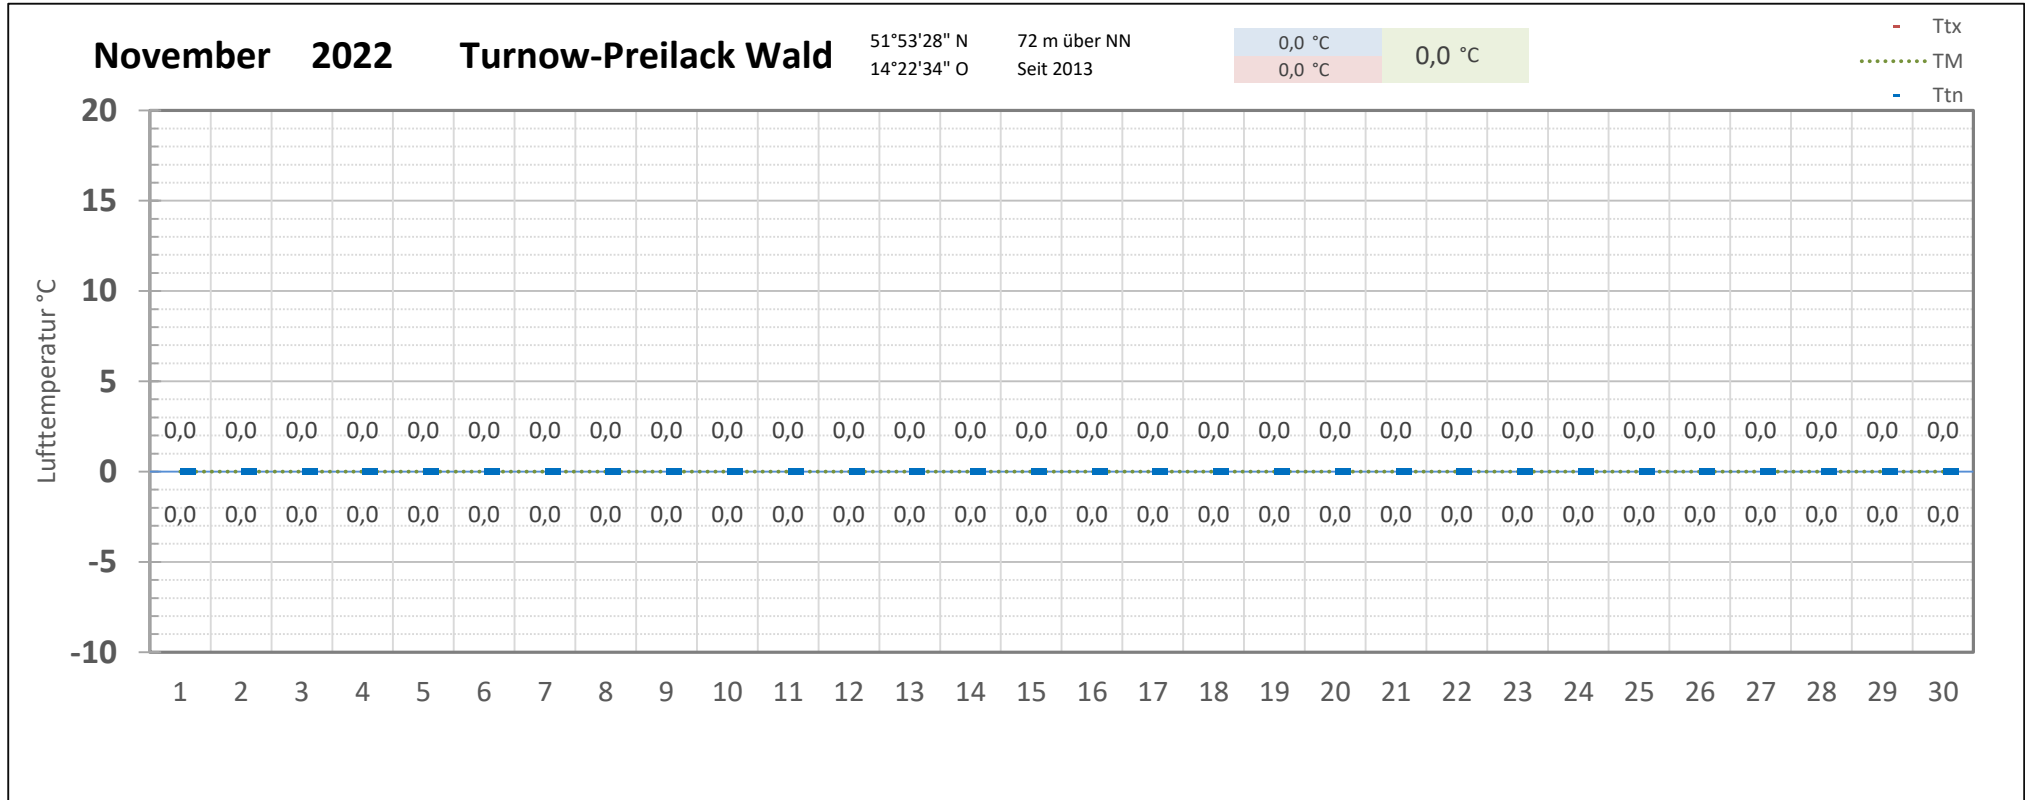 November 2022 Turnow-Preilack Wald
51°53'28" N 72 m über NN
14°22'34" O Seit 2013
0,0 °C
0,0 °C
0,0 °C
Ttx
TM
Ttn
Lufttemperatur °C
20
15
10
5
0
-5
-10
0,0 0,0 0,0 0,0 0,0 0,0 0,0 0,0 0,0 0,0 0,0 0,0 0,0 0,0 0,0 0,0 0,0 0,0 0,0 0,0 0,0 0,0 0,0 0,0 0,0 0,0 0,0 0,0 0,0 0,0
0,0 0,0 0,0 0,0 0,0 0,0 0,0 0,0 0,0 0,0 0,0 0,0 0,0 0,0 0,0 0,0 0,0 0,0 0,0 0,0 0,0 0,0 0,0 0,0 0,0 0,0 0,0 0,0 0,0 0,0
1 2 3 4 5 6 7 8 9 10 11 12 13 14 15 16 17 18 19 20 21 22 23 24 25 26 27 28 29 30